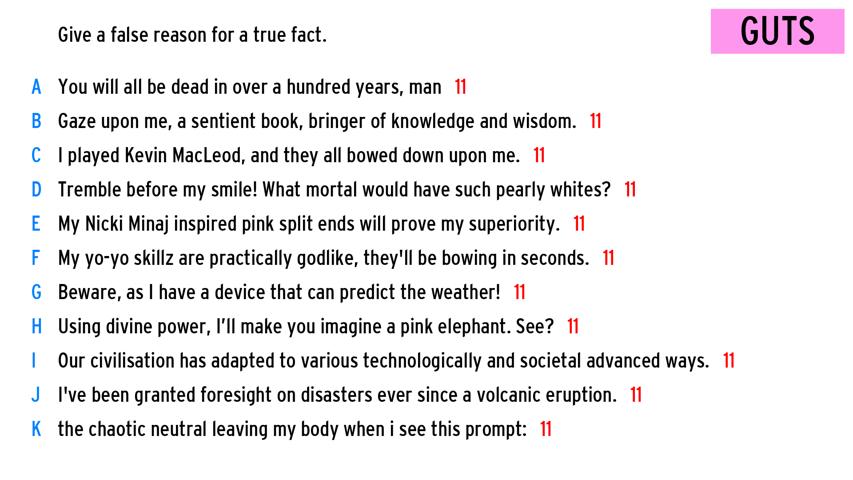 Give a false reason for a true fact.
GUTS
A You will all be dead in over a hundred years, man 11
B Gaze upon me, a sentient book, bringer of knowledge and wisdom. 11
C I played Kevin MacLeod, and they all bowed down upon me. 11
D Tremble before my smile! What mortal would have such pearly whites? 11
E My Nicki Minaj inspired pink split ends will prove my superiority. 11
F My yo-yo skillz are practically godlike, they'll be bowing in seconds. 11
G Beware, as I have a device that can predict the weather! 11
H Using divine power, I’ll make you imagine a pink elephant. See? 11
I Our civilisation has adapted to various technologically and societal advanced ways. 11
J I've been granted foresight on disasters ever since a volcanic eruption. 11
K the chaotic neutral leaving my body when i see this prompt: 11